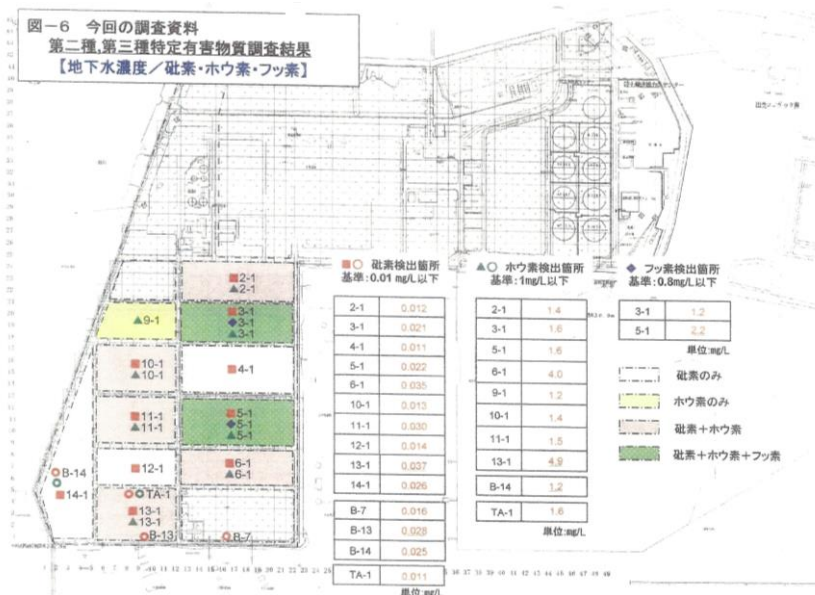 図－6　今回の調査資料
第二種,第三種特定有害物質調査結果
【地下水濃度／砒素・ホウ素・フッ素】
■○ 砒素検出箇所
基準:0.01 mg/L以下
2-1 0.012
3-1 0.021
4-1 0.011
5-1 0.022
6-1 0.035
10-1 0.013
11-1 0.030
12-1 0.014
13-1 0.037
14-1 0.026
B-7 0.016
B-13 0.028
B-14 0.025
TA-1 0.011
単位:mg/L
▲○ ホウ素検出箇所
基準:1mg/L以下
2-1 1.4
3-1 1.6
5-1 1.6
6-1 4.0
9-1 1.2
10-1 1.4
11-1 1.5
13-1 4.9
B-14 1.2
TA-1 1.6
単位:mg/L
◆ フッ素検出箇所
基準:0.8mg/L以下
3-1 1.2
5-1 2.2
単位:mg/L
砒素のみ
ホウ素のみ
砒素＋ホウ素
砒素＋ホウ素＋フッ素
■2-1
▲2-1
▲9-1
■3-1
◆3-1
▲3-1
■10-1
▲10-1
■4-1
■11-1
▲11-1
■5-1
◆5-1
▲5-1
■12-1
■6-1
▲6-1
○B-14
■14-1
○○TA-1
■13-1
▲13-1
○B-13
○B-7